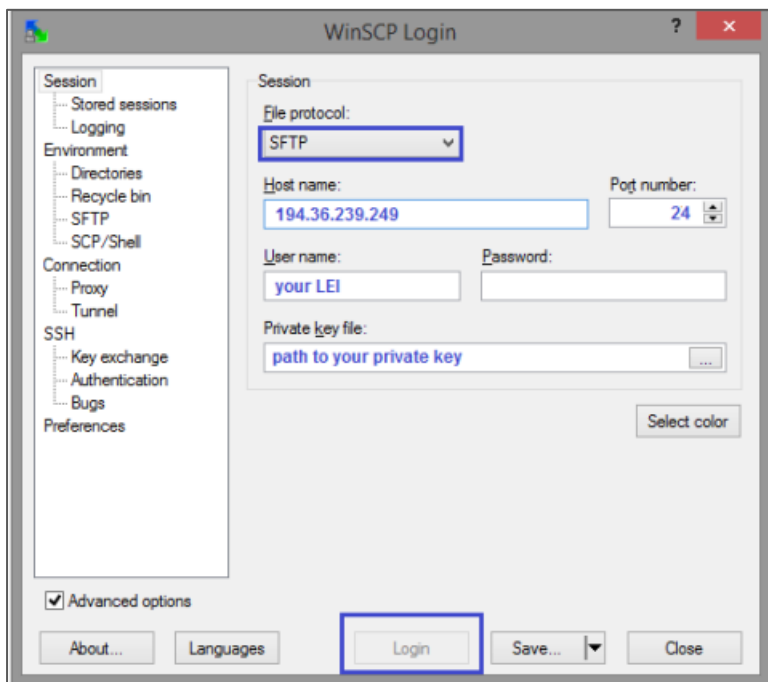 WinSCP Login
?
Session
Stored sessions
Logging
Environment
Directories
Recycle bin
SFTP
SCP/Shell
Connection
Proxy
Tunnel
SSH
Key exchange
Authentication
Bugs
Preferences
Session
File protocol:
SFTP
Host name: Port number:
194.36.239.249 24
User name: Password:
your LEI
Private key file:
path to your private key ...
Select color
Advanced options
About... Languages Login Save... Close